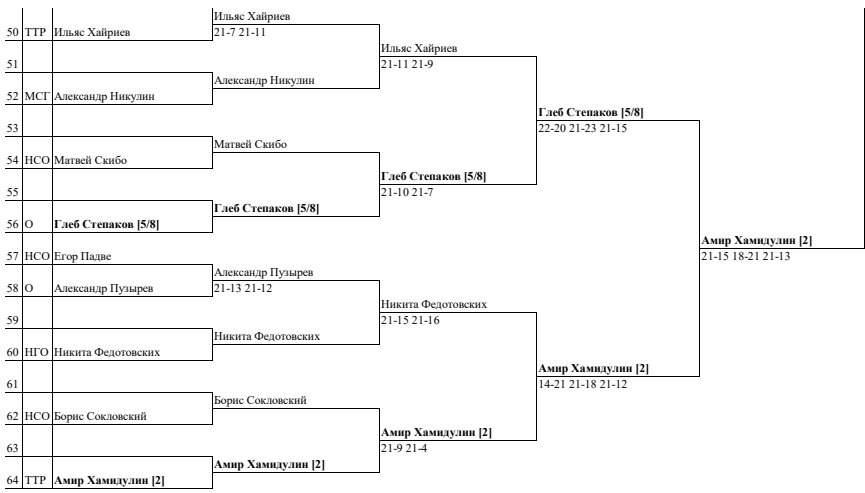 Ильяс Хайриев
50 ТТР Ильяс Хайриев 21-7 21-11
Ильяс Хайриев
51 21-11 21-9
Александр Никулин
52 МСГ Александр Никулин
Глеб Степаков [5/8]
53 22-20 21-23 21-15
Матвей Скибо
54 НСО Матвей Скибо
Глеб Степаков [5/8]
55 21-10 21-7
Глеб Степаков [5/8]
56 О Глеб Степаков [5/8]
Амир Хамидулин [2]
57 НСО Егор Падве 21-15 18-21 21-13
Александр Пузырев
58 О Александр Пузырев 21-13 21-12
Никита Федотовских
59 21-15 21-16
Никита Федотовских
60 НГО Никита Федотовских
Амир Хамидулин [2]
61 14-21 21-18 21-12
Борис Сокловский
62 НСО Борис Сокловский
Амир Хамидулин [2]
63 21-9 21-4
Амир Хамидулин [2]
64 ТТР Амир Хамидулин [2]